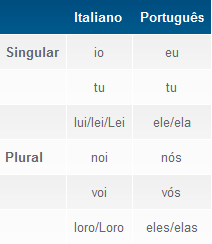 Italiano Português
Singular io eu
tu tu
lui/lei/Lei ele/ela
Plural noi nós
voi vós
loro/Loro eles/elas